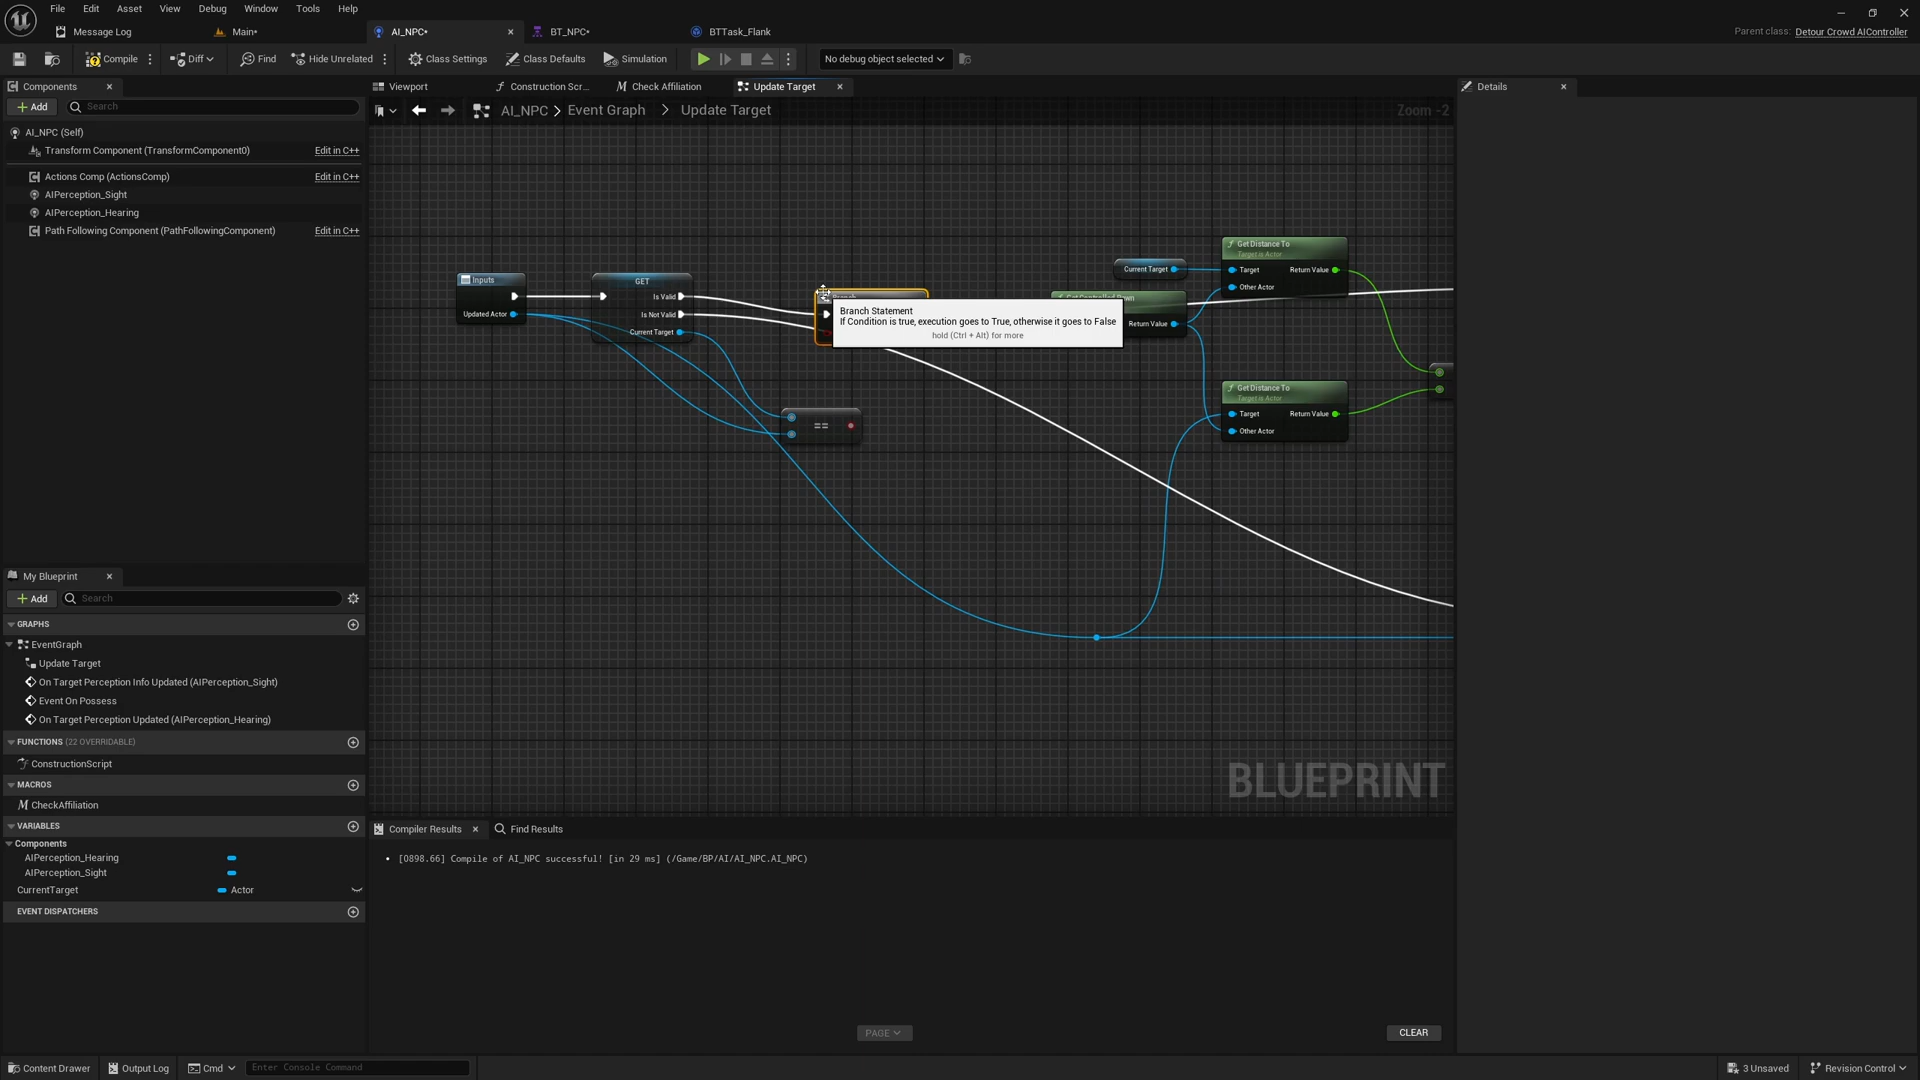 File Edit Asset View Debug Window Tools Help
Message Log
Main*
AI_NPC*
BT_NPC*
BTTask_Flank
Parent class: Detour Crowd AIController
Compile
Diff
Find
Hide Unrelated
Class Settings
Class Defaults
Simulation
No debug object selected
Components
Viewport
Construction Scr...
Check Affiliation
Update Target
Details
Add
Search
AI_NPC > Event Graph > Update Target
Zoom -2
AI_NPC (Self)
Transform Component (TransformComponent0) Edit in C++
Actions Comp (ActionsComp) Edit in C++
AIPerception_Sight
AIPerception_Hearing
Path Following Component (PathFollowingComponent) Edit in C++
Inputs
Updated Actor
GET
Is Valid
Is Not Valid
Current Target
Branch
Branch Statement
If Condition is true, execution goes to True, otherwise it goes to False
hold (Ctrl + Alt) for more
Current Target
Get Controlled Pawn
Return Value
Get Distance To
Target is Actor
Target Return Value
Other Actor
==
Get Distance To
Target is Actor
Target Return Value
Other Actor
BLUEPRINT
My Blueprint
Add
Search
GRAPHS
EventGraph
Update Target
On Target Perception Info Updated (AIPerception_Sight)
Event On Possess
On Target Perception Updated (AIPerception_Hearing)
FUNCTIONS (22 OVERRIDABLE)
ConstructionScript
MACROS
CheckAffiliation
VARIABLES
Components
AIPerception_Hearing
AIPerception_Sight
CurrentTarget Actor
EVENT DISPATCHERS
Compiler Results
Find Results
[0898.66] Compile of AI_NPC successful! [in 29 ms] (/Game/BP/AI/AI_NPC.AI_NPC)
PAGE
CLEAR
Content Drawer
Output Log
Cmd
Enter Console Command
3 Unsaved
Revision Control